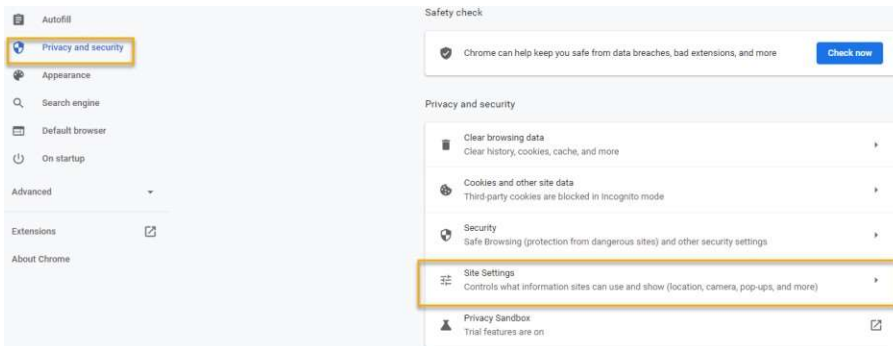 Autofill
Privacy and security
Appearance
Search engine
Default browser
On startup
Advanced
Extensions
About Chrome
Safety check
Chrome can help keep you safe from data breaches, bad extensions, and more
Check now
Privacy and security
Clear browsing data
Clear history, cookies, cache, and more
Cookies and other site data
Third-party cookies are blocked in Incognito mode
Security
Safe Browsing (protection from dangerous sites) and other security settings
Site Settings
Controls what information sites can use and show (location, camera, pop-ups, and more)
Privacy Sandbox
Trial features are on